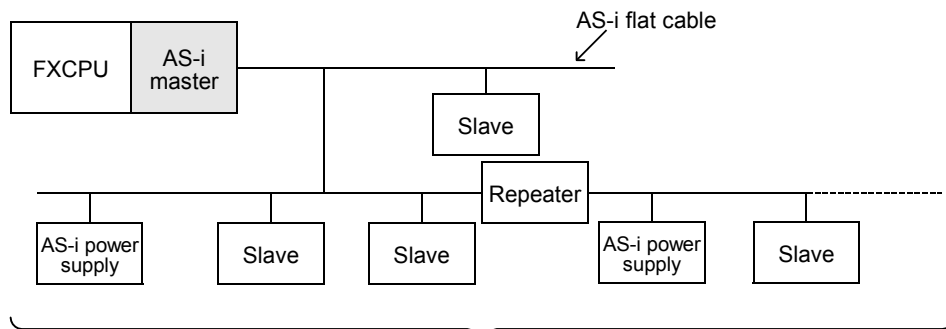 AS-i flat cable
FXCPU
AS-i
master
Slave
Repeater
AS-i power
supply
Slave
Slave
AS-i power
supply
Slave